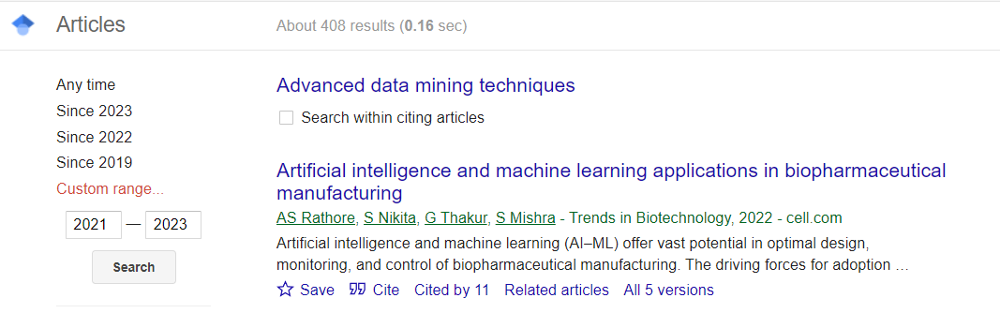 Articles
About 408 results (0.16 sec)
Any time
Since 2023
Since 2022
Since 2019
Custom range...
2021 — 2023
Search
Advanced data mining techniques
Search within citing articles
Artificial intelligence and machine learning applications in biopharmaceutical
manufacturing
AS Rathore, S Nikita, G Thakur, S Mishra - Trends in Biotechnology, 2022 - cell.com
Artificial intelligence and machine learning (AI–ML) offer vast potential in optimal design,
monitoring, and control of biopharmaceutical manufacturing. The driving forces for adoption …
Save Cite Cited by 11 Related articles All 5 versions